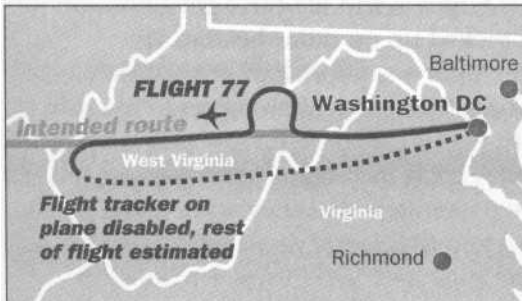 Baltimore
FLIGHT 77
Washington DC
Intended route
West Virginia
Flight tracker on
plane disabled, rest
of flight estimated
Virginia
Richmond